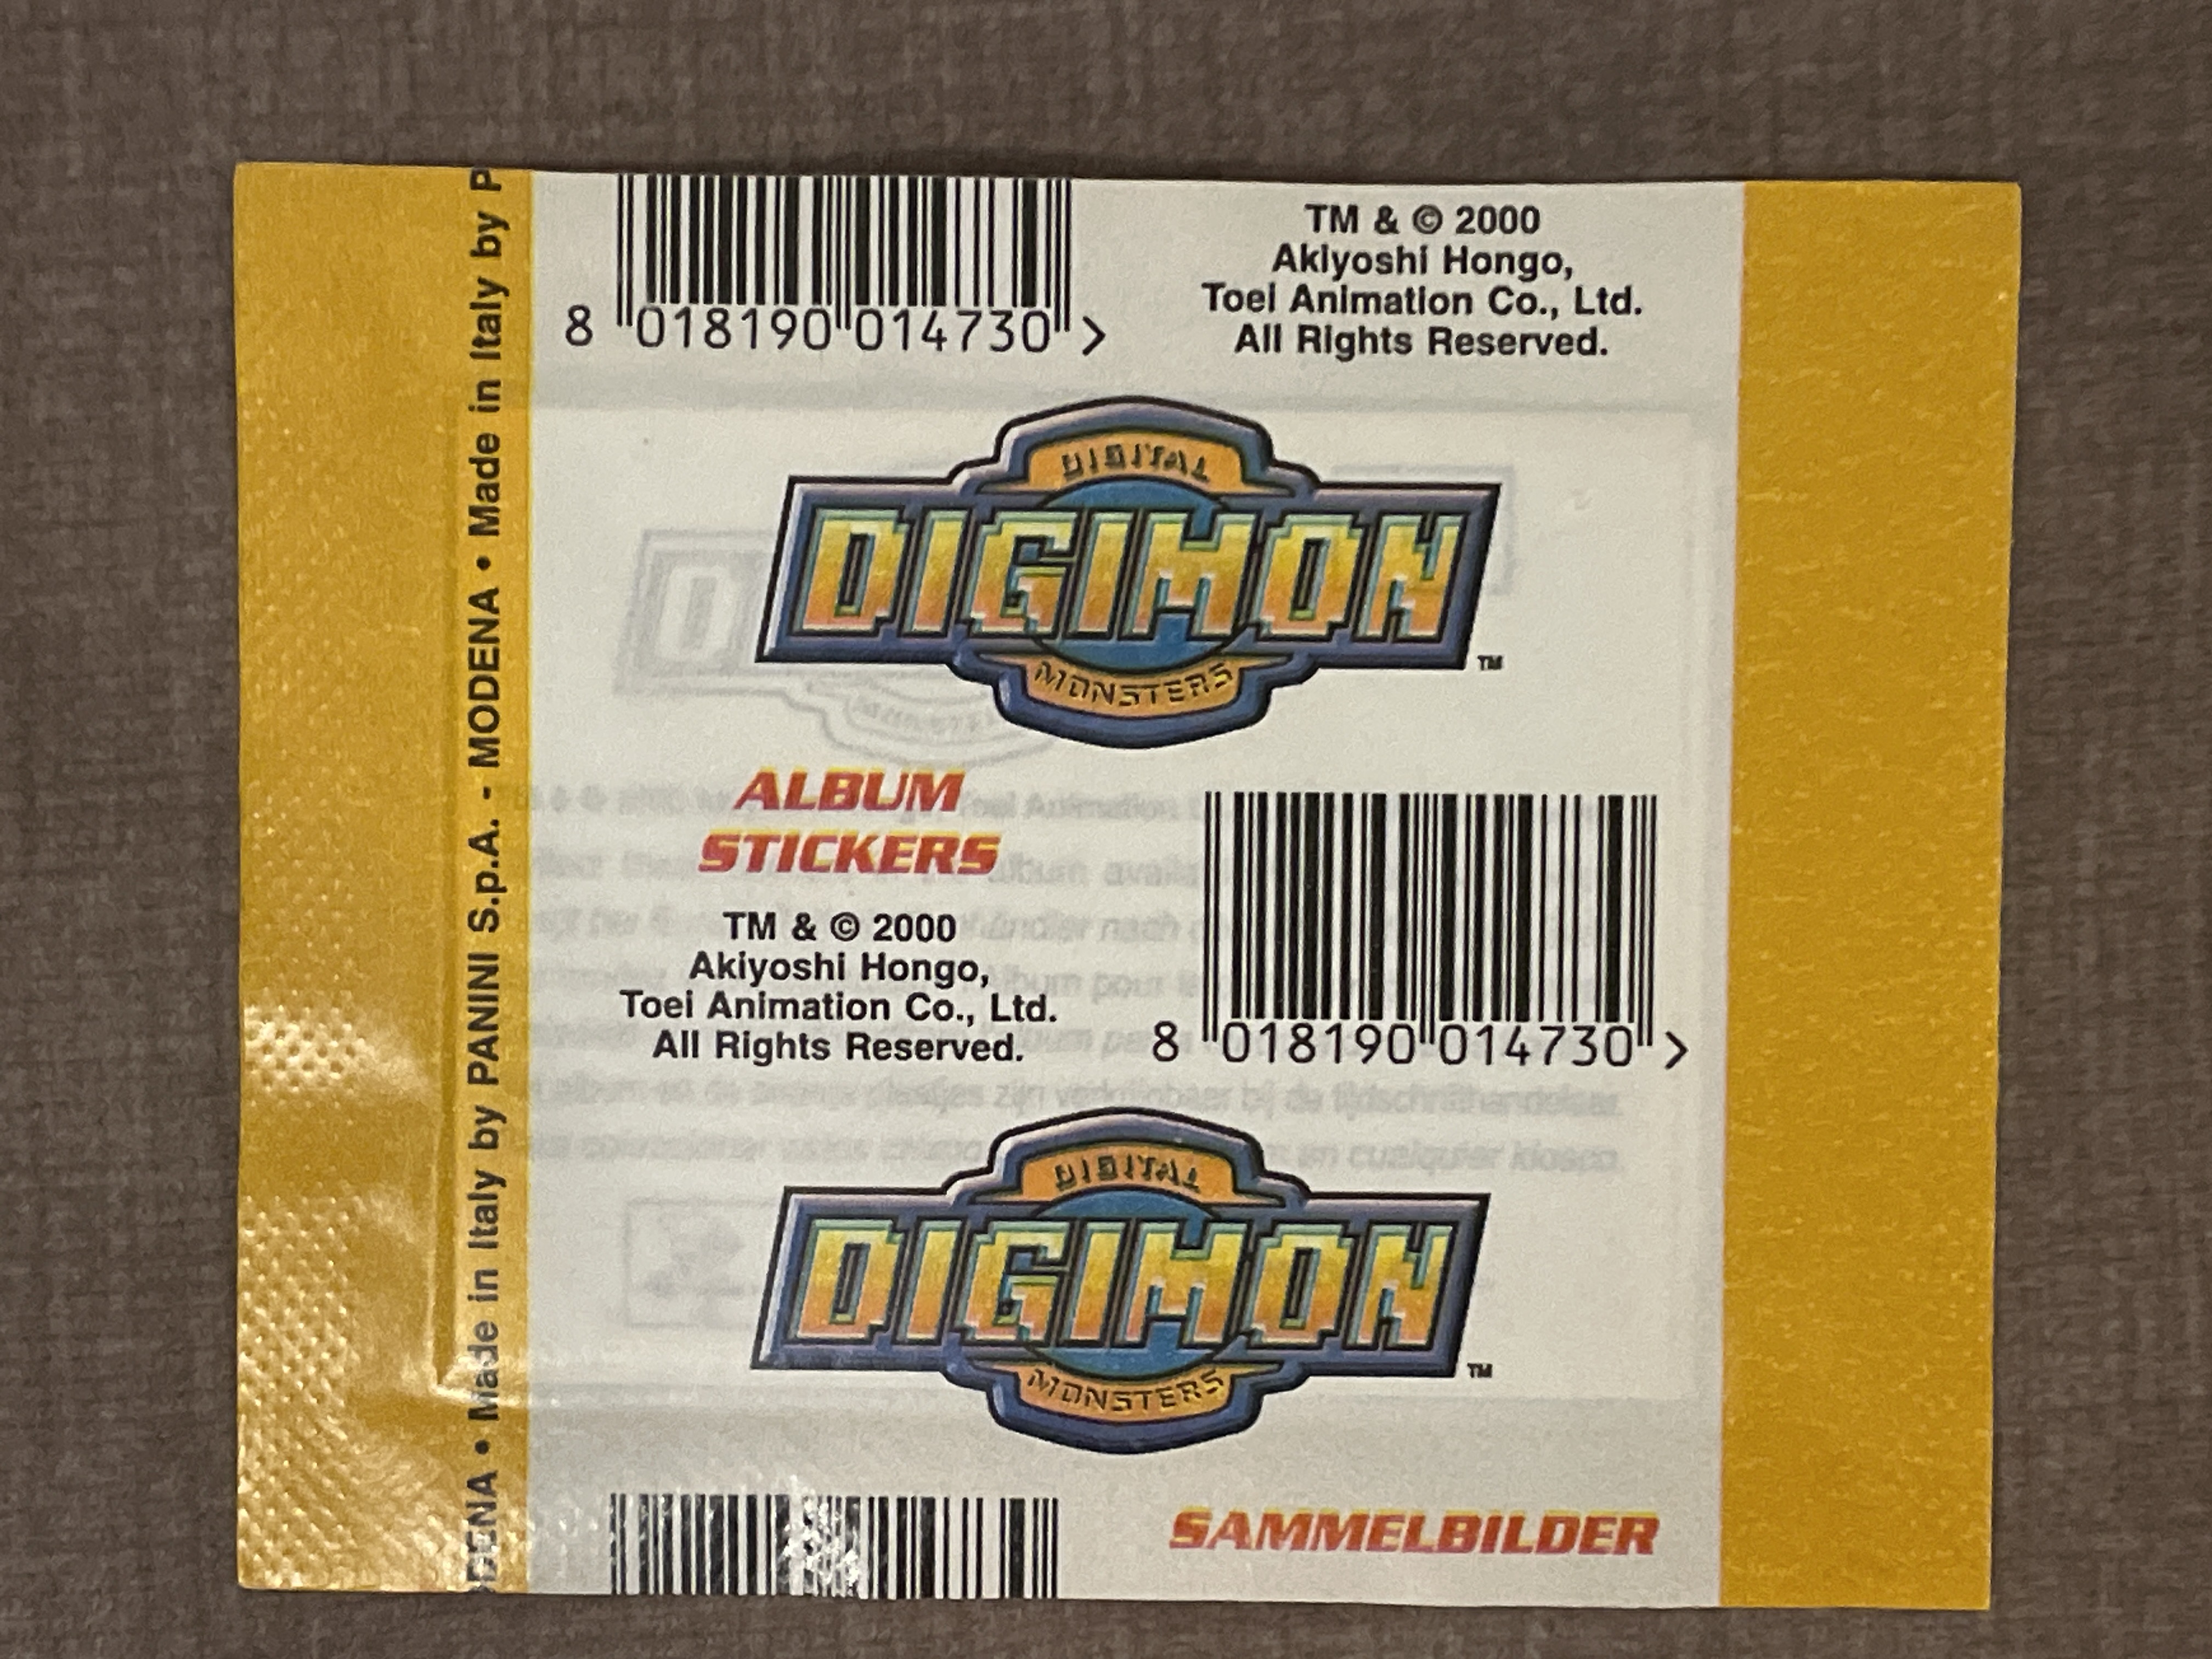 8 018190 014730 >
TM & © 2000
Akiyoshi Hongo,
Toei Animation Co., Ltd.
All Rights Reserved.
DIGITAL
DIGIMON
MONSTERS
TM
ALBUM
STICKERS
TM & © 2000
Akiyoshi Hongo,
Toei Animation Co., Ltd.
All Rights Reserved.
8 018190 014730 >
DIGITAL
DIGIMON
MONSTERS
TM
SAMMELBILDER
DENA • Made in Italy by PANINI S.p.A. - MODENA • Made in Italy by P